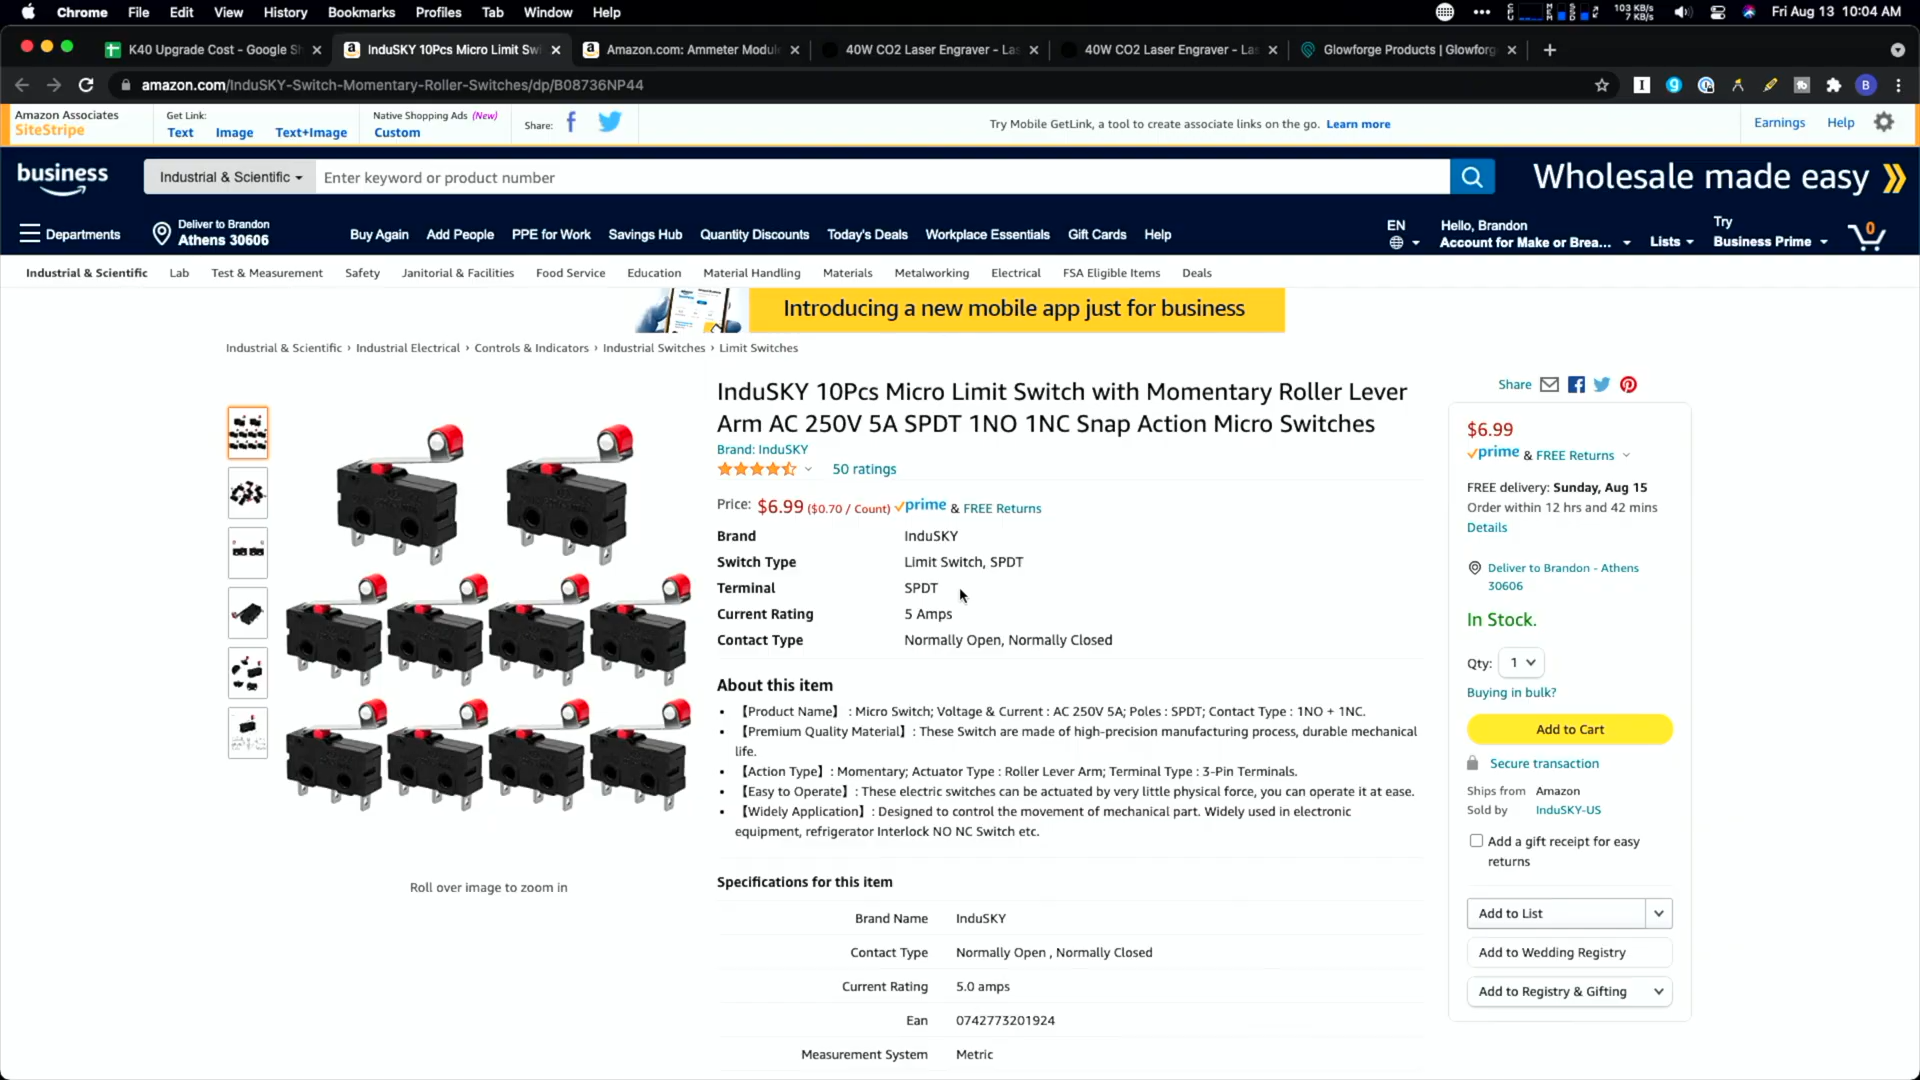 Chrome File Edit View History Bookmarks Profiles Tab Window Help
103 KB/s
7 KB/s
Fri Aug 13 10:04 AM
K40 Upgrade Cost - Google Sh
InduSKY 10Pcs Micro Limit Swi
Amazon.com: Ammeter Module
40W CO2 Laser Engraver - Las
40W CO2 Laser Engraver - Las
Glowforge Products | Glowforg
amazon.com/InduSKY-Switch-Momentary-Roller-Switches/dp/B08736NP44
Amazon Associates
SiteStripe
Get Link:
Text Image Text+Image
Native Shopping Ads (New)
Custom
Share:
Try Mobile GetLink, a tool to create associate links on the go. Learn more
Earnings Help
business
Industrial & Scientific
Enter keyword or product number
Wholesale made easy
Departments
Deliver to Brandon
Athens 30606
Buy Again Add People PPE for Work Savings Hub Quantity Discounts Today's Deals Workplace Essentials Gift Cards Help
EN
Hello, Brandon
Account for Make or Brea...
Lists
Try
Business Prime
0
Industrial & Scientific Lab Test & Measurement Safety Janitorial & Facilities Food Service Education Material Handling Materials Metalworking Electrical FSA Eligible Items Deals
Introducing a new mobile app just for business
Industrial & Scientific › Industrial Electrical › Controls & Indicators › Industrial Switches › Limit Switches
InduSKY 10Pcs Micro Limit Switch with Momentary Roller Lever
Arm AC 250V 5A SPDT 1NO 1NC Snap Action Micro Switches
Brand: InduSKY
50 ratings
Price: $6.99 ($0.70 / Count) prime & FREE Returns
Brand InduSKY
Switch Type Limit Switch, SPDT
Terminal SPDT
Current Rating 5 Amps
Contact Type Normally Open, Normally Closed
About this item
• 【Product Name】 : Micro Switch; Voltage & Current : AC 250V 5A; Poles : SPDT; Contact Type : 1NO + 1NC.
• 【Premium Quality Material】 : These Switch are made of high-precision manufacturing process, durable mechanical
life.
• 【Action Type】 : Momentary; Actuator Type : Roller Lever Arm; Terminal Type : 3-Pin Terminals.
• 【Easy to Operate】 : These electric switches can be actuated by very little physical force, you can operate it at ease.
• 【Widely Application】 : Designed to control the movement of mechanical part. Widely used in electronic
equipment, refrigerator Interlock NO NC Switch etc.
Roll over image to zoom in
Specifications for this item
Brand Name InduSKY
Contact Type Normally Open , Normally Closed
Current Rating 5.0 amps
Ean 0742773201924
Measurement System Metric
Share
$6.99
prime & FREE Returns
FREE delivery: Sunday, Aug 15
Order within 12 hrs and 42 mins
Details
Deliver to Brandon - Athens
30606
In Stock.
Qty: 1
Buying in bulk?
Add to Cart
Secure transaction
Ships from Amazon
Sold by InduSKY-US
Add a gift receipt for easy
returns
Add to List
Add to Wedding Registry
Add to Registry & Gifting